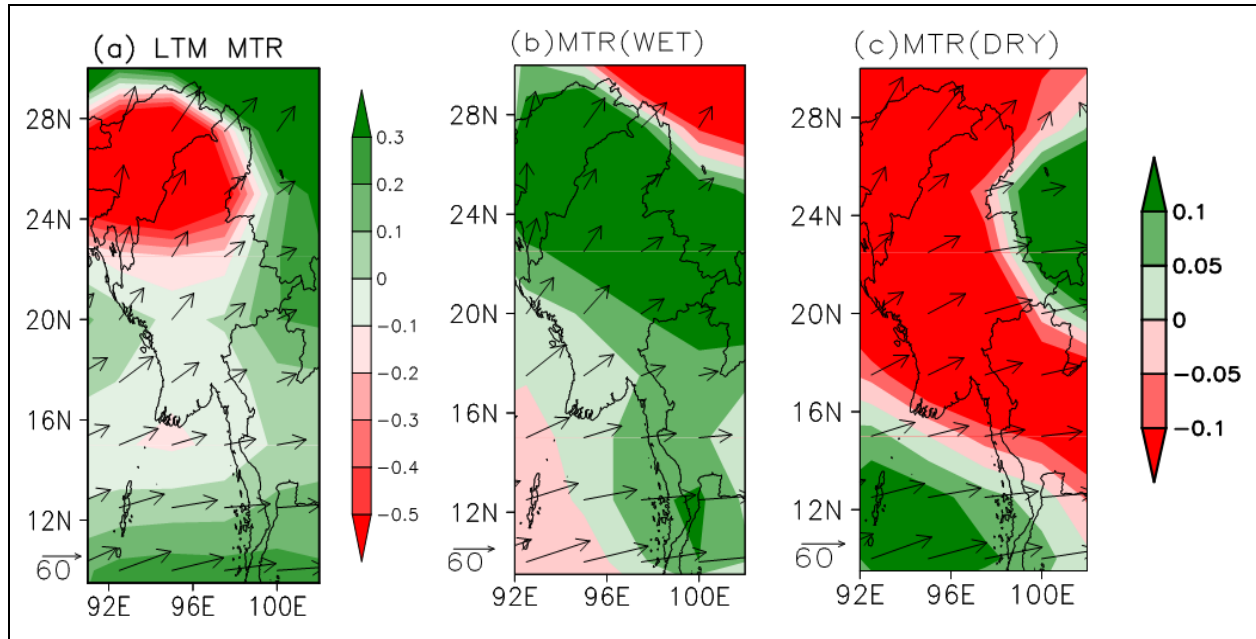 (a) LTM MTR
28N
24N
20N
16N
12N
60
92E 96E 100E
0.3
0.2
0.1
0
-0.1
-0.2
-0.3
-0.4
-0.5
(b)MTR(WET)
28N
24N
20N
16N
12N
60
92E 96E 100E
(c)MTR(DRY)
28N
24N
20N
16N
12N
60
92E 96E 100E
0.1
0.05
0
-0.05
-0.1